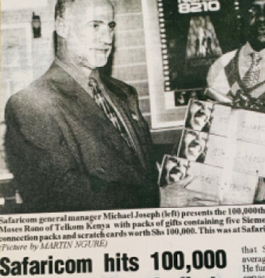 8210
Safaricom general manager Michael Joseph (left) presents the 100,000th
Moses Rono of Telkom Kenya with packs of gifts containing five Sieme
connection packs and scratch cards worth Shs 100,000. This was at Safari
(Picture by MARTIN NGURE)
Safaricom hits 100,000
that S
averag
He fu